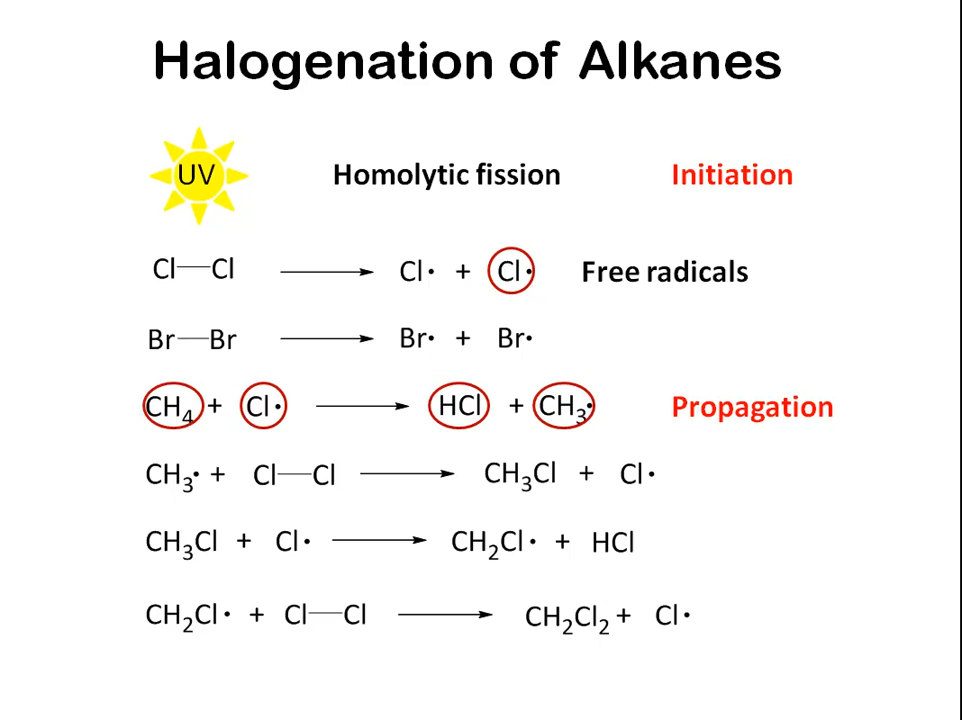 Halogenation of Alkanes
UV Homolytic fission Initiation
Cl—Cl ⟶ Cl· + Cl· Free radicals
Br—Br ⟶ Br· + Br·
CH₄ + Cl· ⟶ HCl + CH₃· Propagation
CH₃· + Cl—Cl ⟶ CH₃Cl + Cl·
CH₃Cl + Cl· ⟶ CH₂Cl· + HCl
CH₂Cl· + Cl—Cl ⟶ CH₂Cl₂ + Cl·